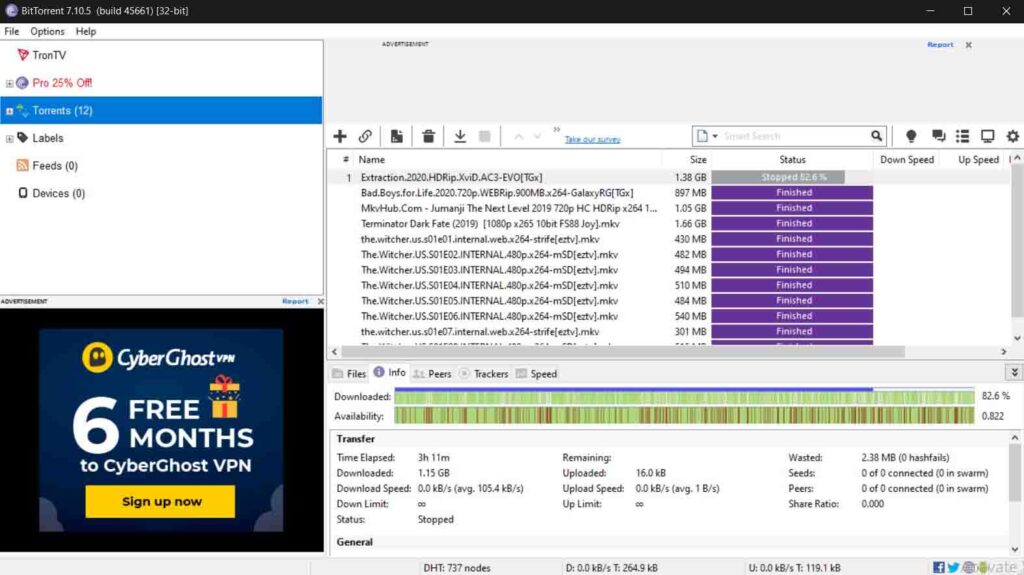 BitTorrent 7.10.5 (build 45661) [32-bit]
File Options Help
TronTV
Pro 25% Off!
Torrents (12)
Labels
Feeds (0)
Devices (0)
ADVERTISEMENT Report
CyberGhost VPN
6 FREE
MONTHS
to CyberGhost VPN
Sign up now
ADVERTISEMENT Report
Take our survey
Smart Search
# Name Size Status Down Speed Up Speed
1 Extraction.2020.HDRip.XviD.AC3-EVO[TGx] 1.38 GB Stopped 82.6 %
Bad.Boys.for.Life.2020.720p.WEBRip.900MB.x264-GalaxyRG[TGx] 897 MB Finished
MkvHub.Com - Jumanji The Next Level 2019 720p HC HDRip x264 1... 1.05 GB Finished
Terminator Dark Fate (2019) [1080p x265 10bit FS88 Joy].mkv 1.66 GB Finished
the.witcher.us.s01e01.internal.web.x264-strife[eztv].mkv 430 MB Finished
The.Witcher.US.S01E02.INTERNAL.480p.x264-mSD[eztv].mkv 482 MB Finished
The.Witcher.US.S01E03.INTERNAL.480p.x264-mSD[eztv].mkv 494 MB Finished
The.Witcher.US.S01E04.INTERNAL.480p.x264-mSD[eztv].mkv 510 MB Finished
The.Witcher.US.S01E05.INTERNAL.480p.x264-mSD[eztv].mkv 484 MB Finished
The.Witcher.US.S01E06.INTERNAL.480p.x264-mSD[eztv].mkv 540 MB Finished
the.witcher.us.s01e07.internal.web.x264-strife[eztv].mkv 301 MB Finished
Files Info Peers Trackers Speed
Downloaded: 82.6 %
Availability: 0.822
Transfer
Time Elapsed: 3h 11m Remaining: Wasted: 2.38 MB (0 hashfails)
Downloaded: 1.15 GB Uploaded: 16.0 kB Seeds: 0 of 0 connected (0 in swarm)
Download Speed: 0.0 kB/s (avg. 105.4 kB/s) Upload Speed: 0.0 kB/s (avg. 1 B/s) Peers: 0 of 0 connected (0 in swarm)
Down Limit: ∞ Up Limit: ∞ Share Ratio: 0.000
Status: Stopped
General
DHT: 737 nodes D: 0.0 kB/s T: 264.9 kB U: 0.0 kB/s T: 119.1 kB